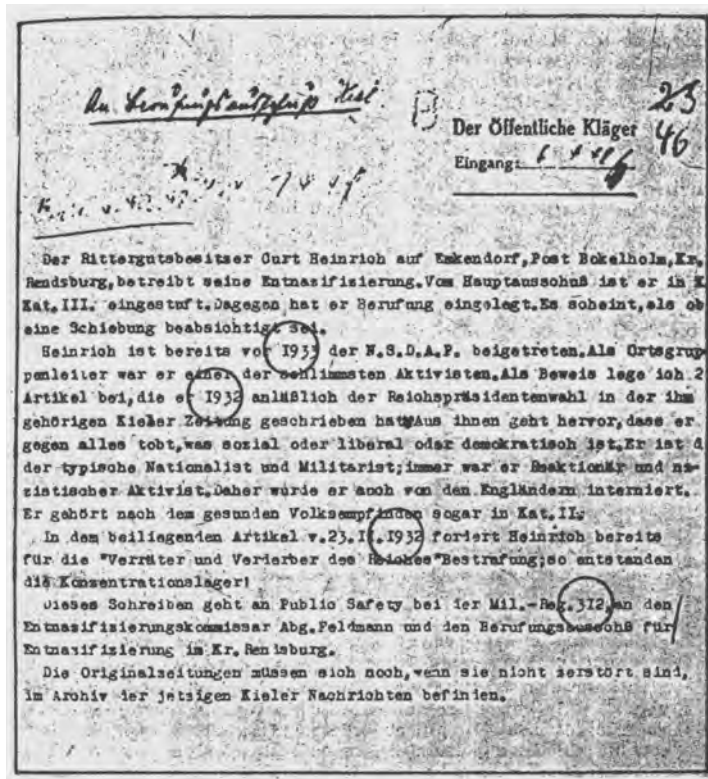 An Berufungsausschuß Kiel
23
46
Der Öffentliche Kläger
Eingang:
Der Rittergutsbesitzer Curt Heinrich auf Emkendorf,Post Bokelholm,Kr.
Rendsburg,betreibt seine Entnazifizierung.Vom Hauptausschuß ist er in K
Kat.III. eingestuft.Dagegen hat er Berufung eingelegt.Es scheint,als ob
eine Schiebung beabsichtigt sei.
Heinrich ist bereits vor 1933 der N.S.D.A.P. beigetreten.Als Ortsgrup
penleiter war er einer der schlimmsten Aktivisten.Als Beweis lege ich 2
Artikel bei,die er 1932 anläßlich der Reichspräsidentenwahl in der ihm
gehörigen Kieler Zeitung geschrieben hat.Aus ihnen geht hervor,dass er
gegen alles tobt,was sozial oder liberal oder demokratisch ist.Er ist d
der typische Nationalist und Militarist;immer war er Reaktionär und na-
zistischer Aktivist.Daher wurde er auch von den Engländern interniert.
Er gehört nach dem gesunden Volksempfinden sogar in Kat.II.
In dem beiliegenden Artikel v.23.II.1932 fordert Heinrich bereits
für die "Verräter und Verderber des Reiches"Bestrafung;so entstanden
die Konzentrationslager!
Dieses Schreiben geht an Public Safety bei der Mil.-Reg.312,an den
Entnazifizierungskommissar Abg.Feldmann und den Berufungsausschß für
Entnazifizierung im Kr.Rendsburg.
Die Originalzeitungen müssen sich noch,wenn sie nicht zerstört sind,
im Archiv der jetzigen Kieler Nachrichten befinden.